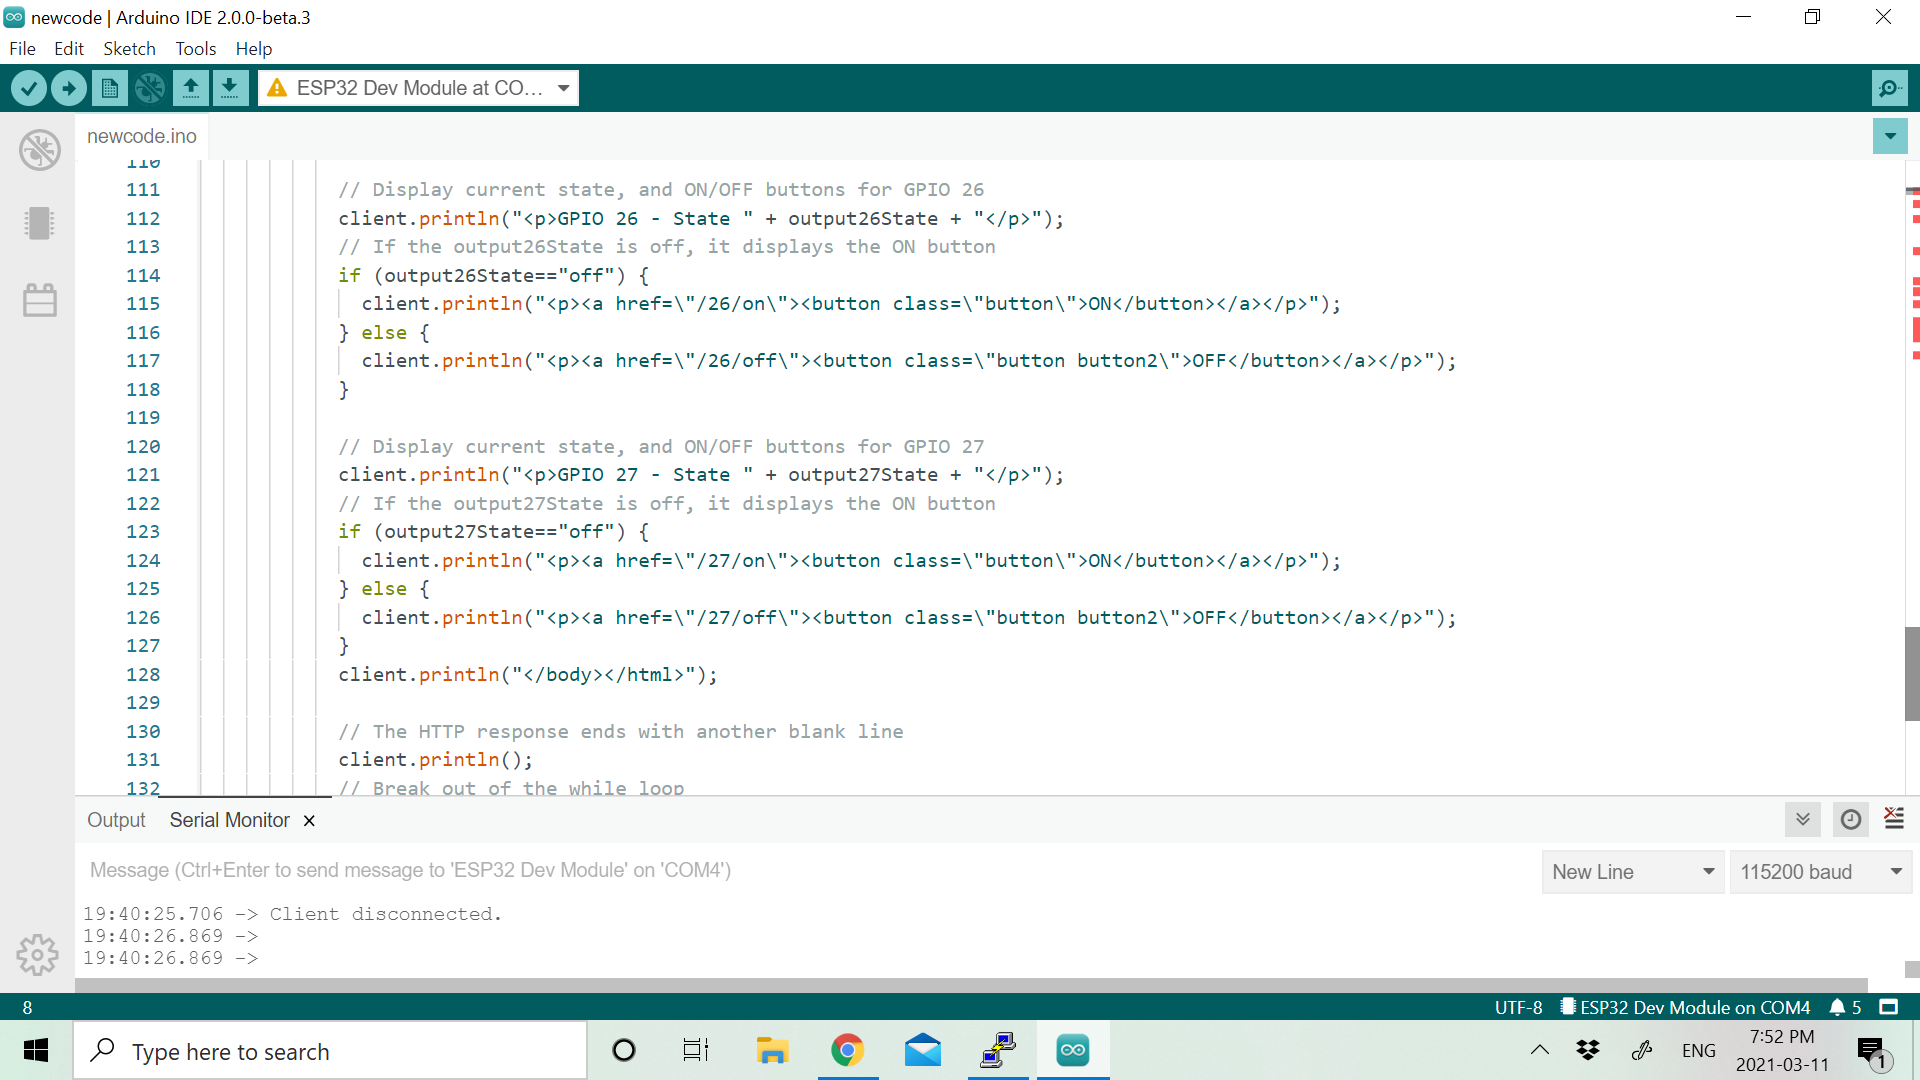 newcode | Arduino IDE 2.0.0-beta.3
File Edit Sketch Tools Help
ESP32 Dev Module at CO...
newcode.ino
110
111 // Display current state, and ON/OFF buttons for GPIO 26
112 client.println("<p>GPIO 26 - State " + output26State + "</p>");
113 // If the output26State is off, it displays the ON button
114 if (output26State=="off") {
115 client.println("<p><a href=\"/26/on\"><button class=\"button\">ON</button></a></p>");
116 } else {
117 client.println("<p><a href=\"/26/off\"><button class=\"button button2\">OFF</button></a></p>");
118 }
119
120 // Display current state, and ON/OFF buttons for GPIO 27
121 client.println("<p>GPIO 27 - State " + output27State + "</p>");
122 // If the output27State is off, it displays the ON button
123 if (output27State=="off") {
124 client.println("<p><a href=\"/27/on\"><button class=\"button\">ON</button></a></p>");
125 } else {
126 client.println("<p><a href=\"/27/off\"><button class=\"button button2\">OFF</button></a></p>");
127 }
128 client.println("</body></html>");
129
130 // The HTTP response ends with another blank line
131 client.println();
132 // Break out of the while loop
Output Serial Monitor ×
Message (Ctrl+Enter to send message to 'ESP32 Dev Module' on 'COM4')
New Line 115200 baud
19:40:25.706 -> Client disconnected.
19:40:26.869 ->
19:40:26.869 ->
8 UTF-8 ESP32 Dev Module on COM4 5
Type here to search
ENG
7:52 PM
2021-03-11
1